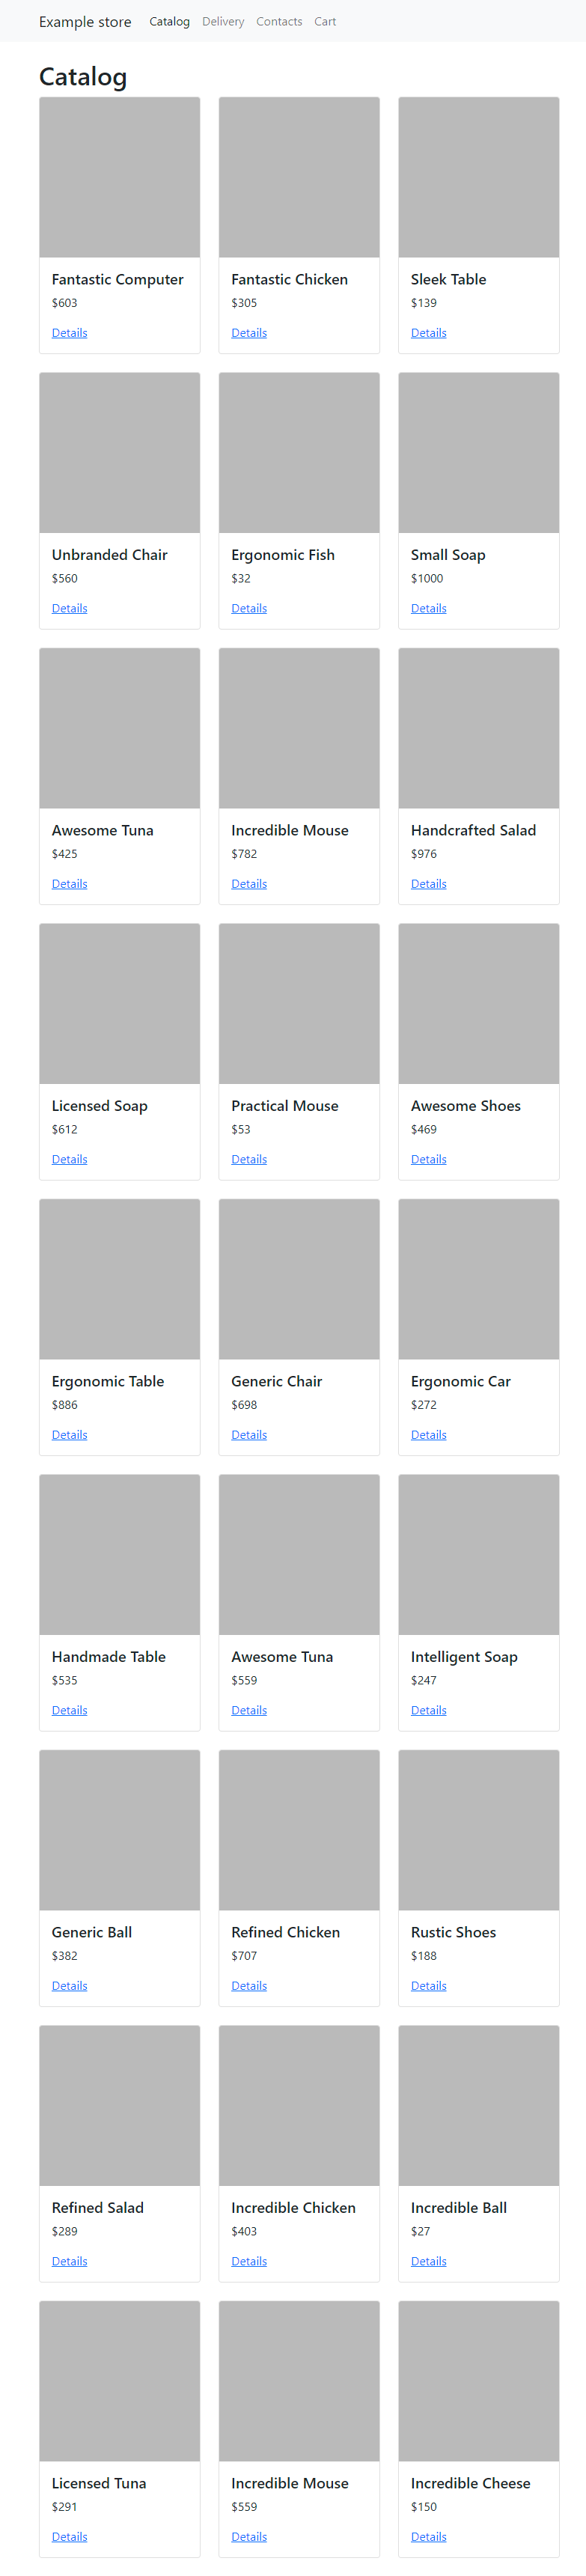 Example store Catalog Delivery Contacts Cart
Catalog
Fantastic Computer
$603
Details
Fantastic Chicken
$305
Details
Sleek Table
$139
Details
Unbranded Chair
$560
Details
Ergonomic Fish
$32
Details
Small Soap
$1000
Details
Awesome Tuna
$425
Details
Incredible Mouse
$782
Details
Handcrafted Salad
$976
Details
Licensed Soap
$612
Details
Practical Mouse
$53
Details
Awesome Shoes
$469
Details
Ergonomic Table
$886
Details
Generic Chair
$698
Details
Ergonomic Car
$272
Details
Handmade Table
$535
Details
Awesome Tuna
$559
Details
Intelligent Soap
$247
Details
Generic Ball
$382
Details
Refined Chicken
$707
Details
Rustic Shoes
$188
Details
Refined Salad
$289
Details
Incredible Chicken
$403
Details
Incredible Ball
$27
Details
Licensed Tuna
$291
Details
Incredible Mouse
$559
Details
Incredible Cheese
$150
Details